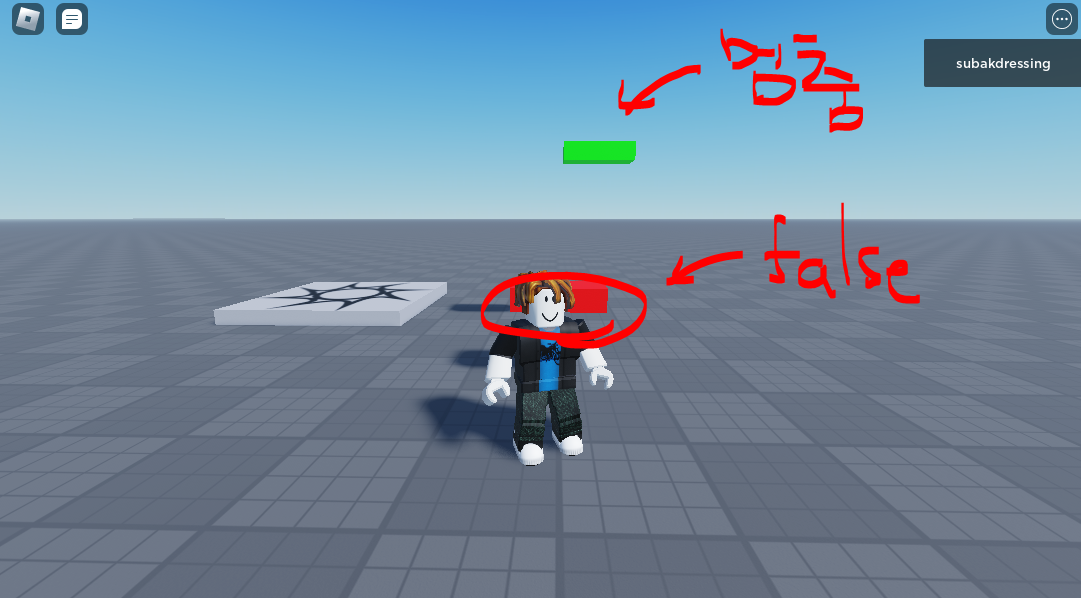 멈춤
subakdressing
false